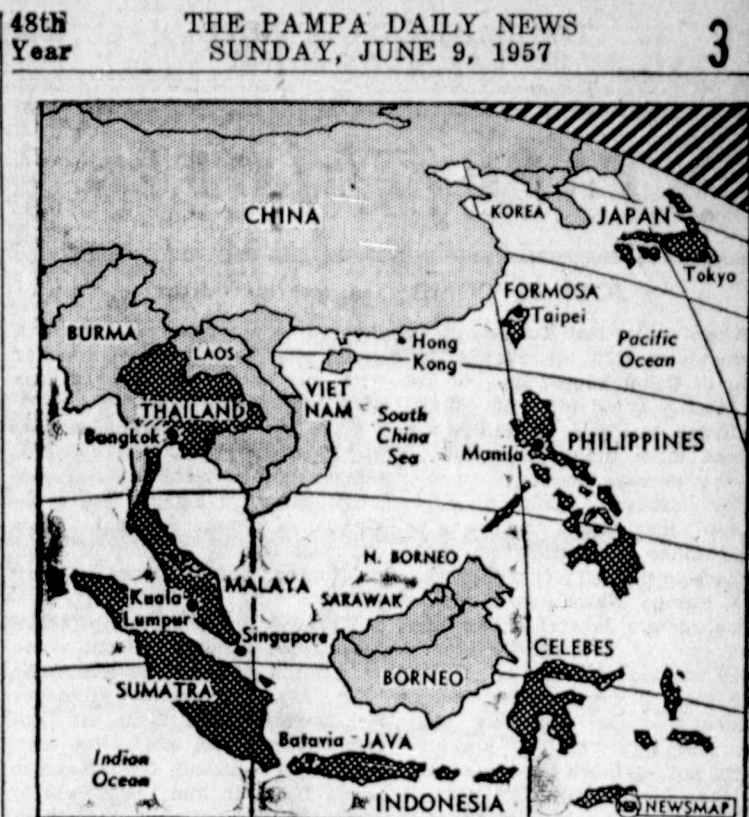 48th
Year
THE PAMPA DAILY NEWS
SUNDAY, JUNE 9, 1957
3
CHINA
KOREA
JAPAN
Tokyo
FORMOSA
Taipei
BURMA
LAOS
Hong
Kong
Pacific
Ocean
VIET
NAM
THAILAND
Bangkok
South
China
Sea
Manila
PHILIPPINES
N. BORNEO
MALAYA
SARAWAK
Kuala
Lumpur
Singapore
CELEBES
BORNEO
SUMATRA
Batavia
JAVA
Indian
Ocean
INDONESIA
NEWSMAP